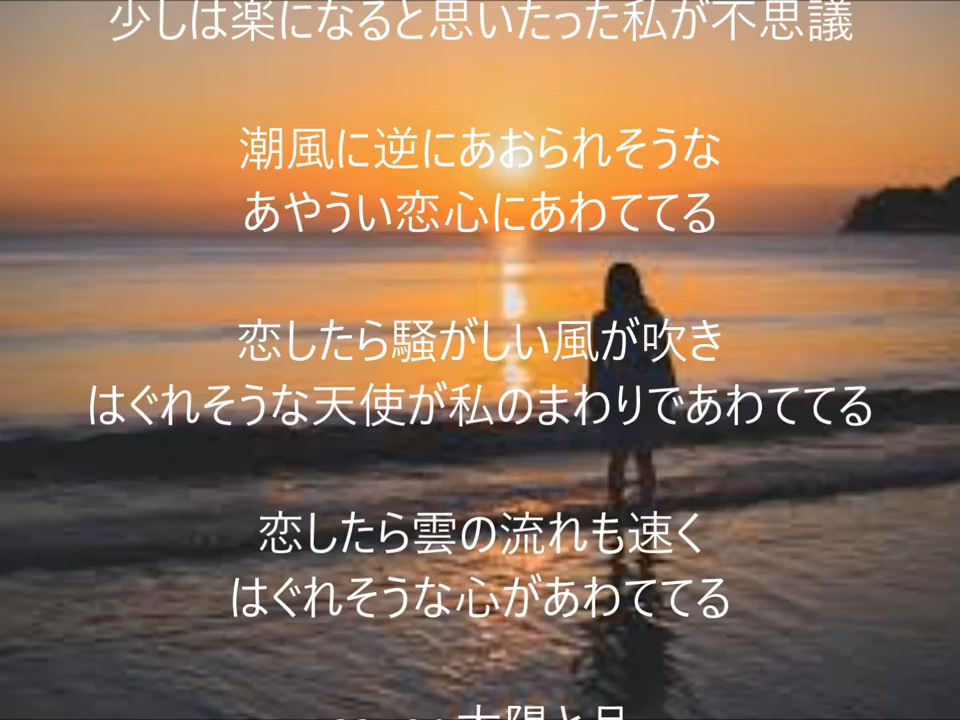 少しは楽になると思いたった私が不思議
潮風に逆にあおられそうな
あやうい恋心にあわててる
恋したら騒がしい風が吹き
はぐれそうな天使が私のまわりであわててる
恋したら雲の流れも速く
はぐれそうな心があわててる